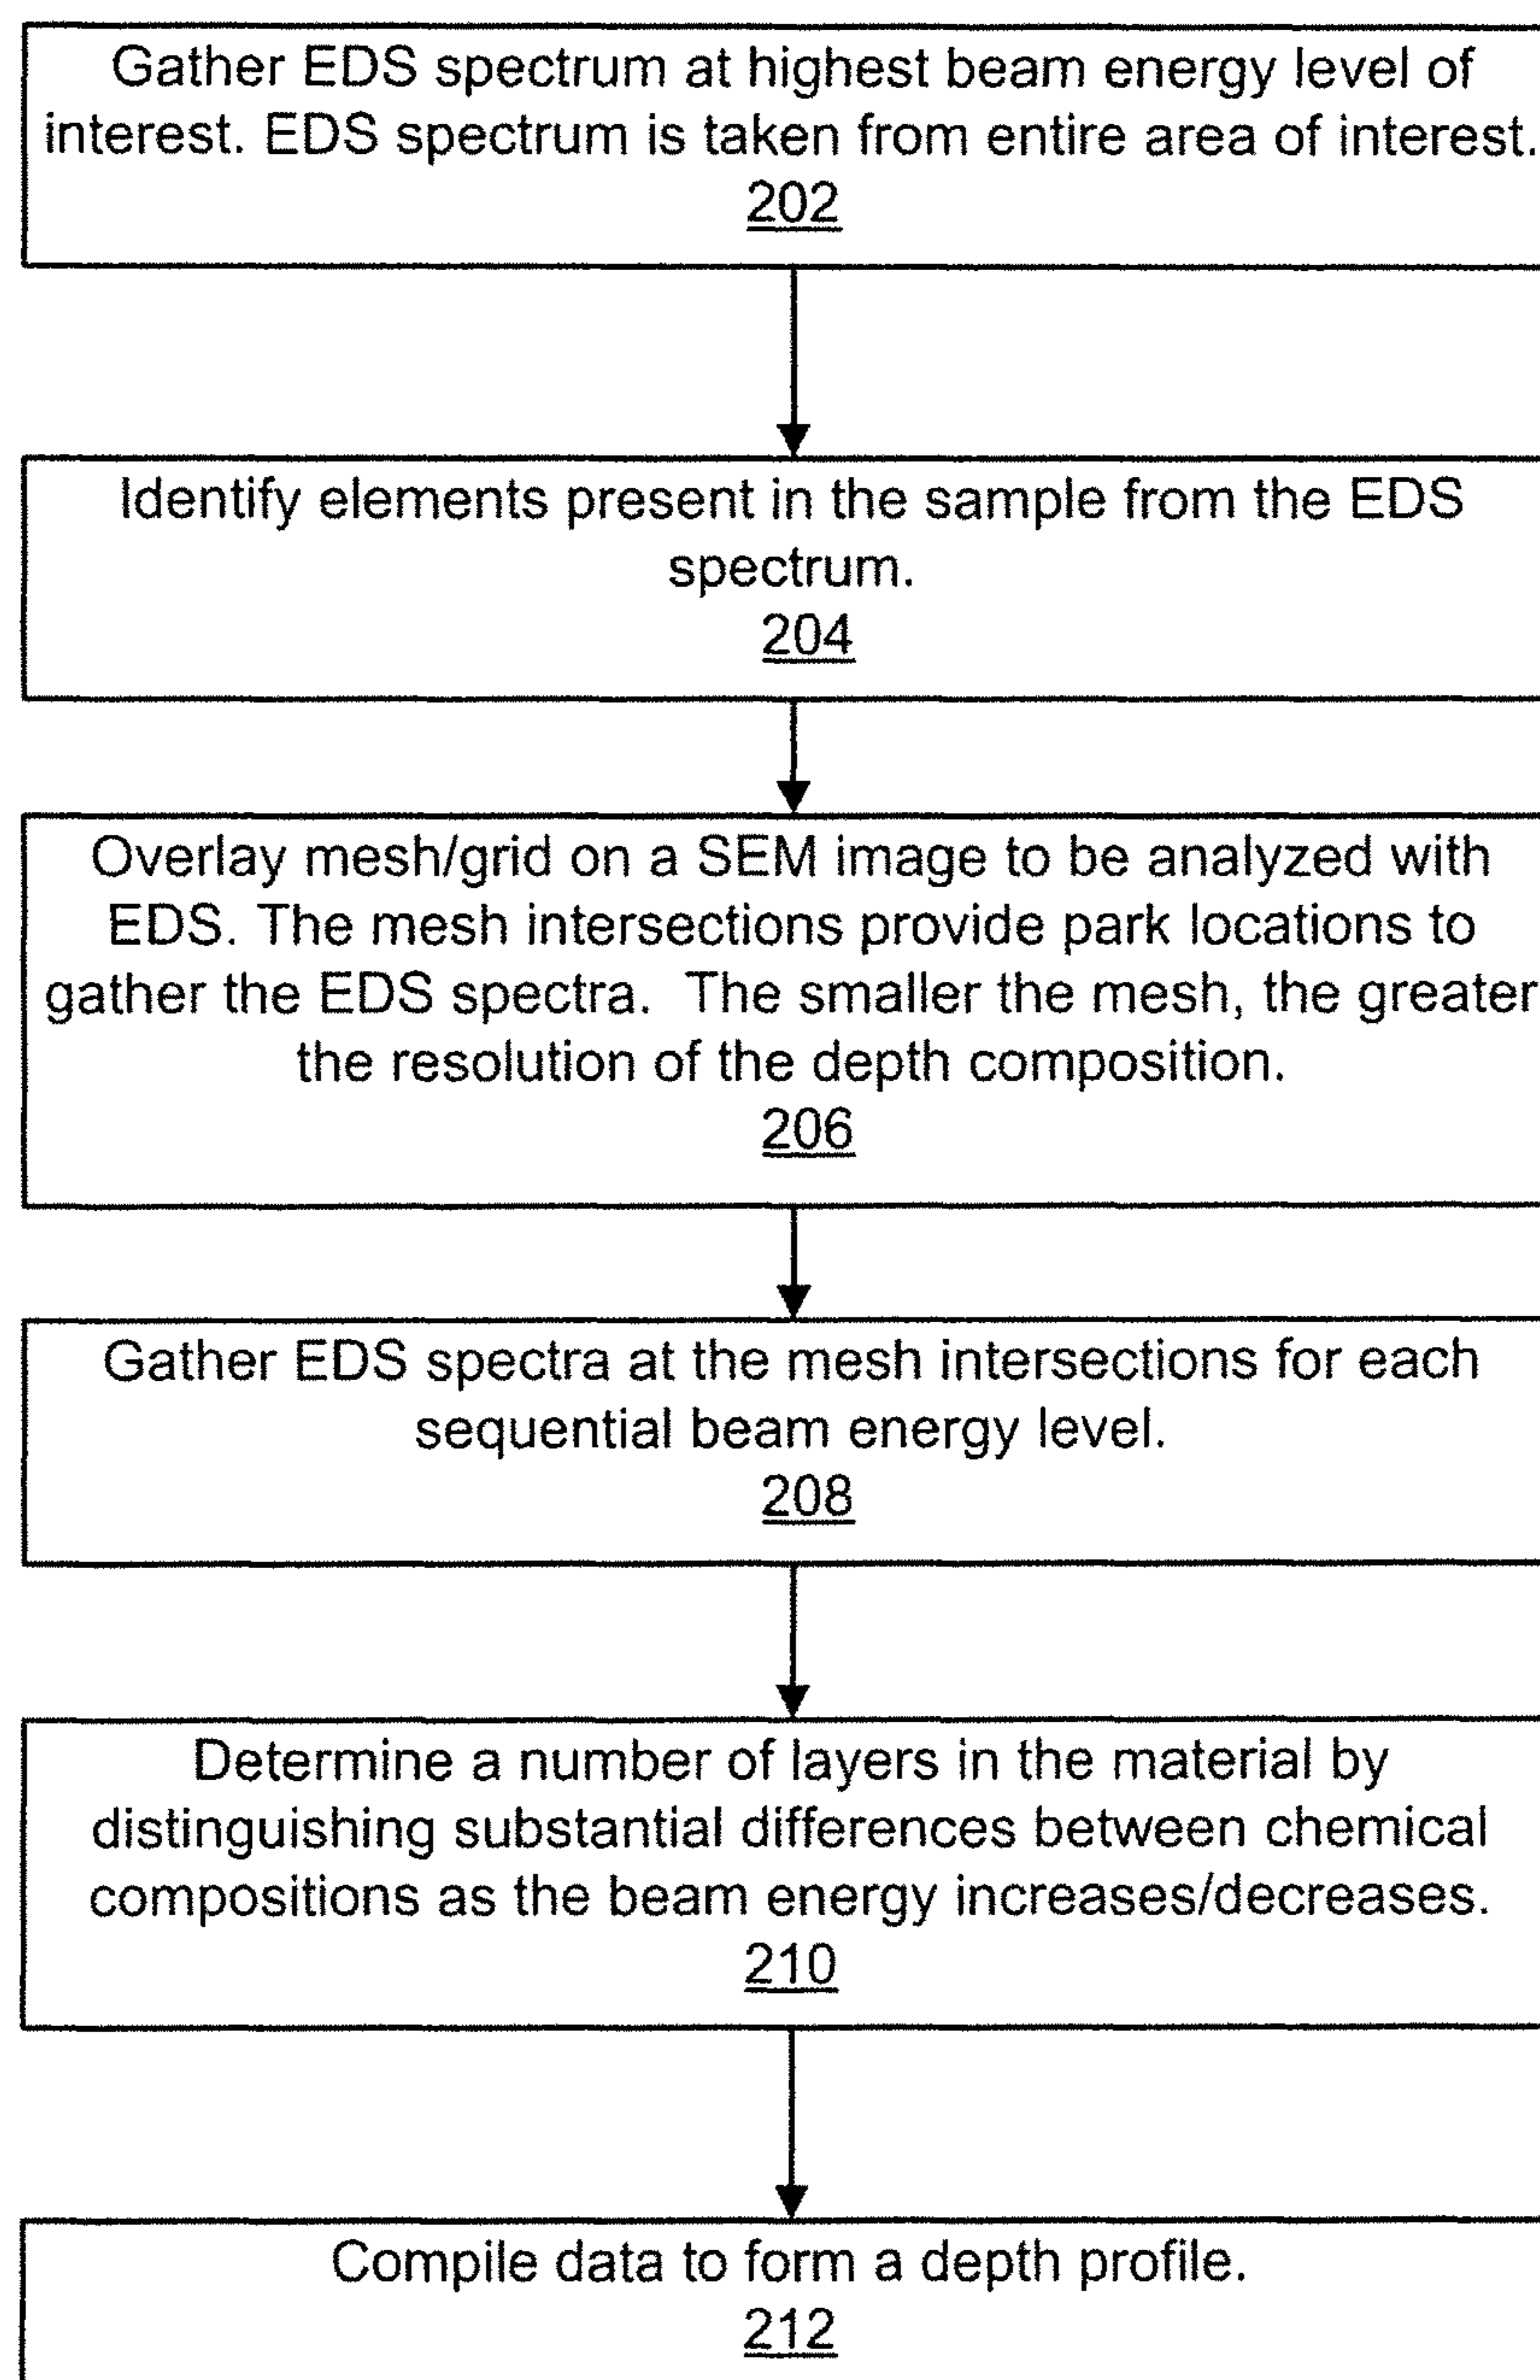 Gather EDS spectrum at highest beam energy level of
interest. EDS spectrum is taken from entire area of interest.
202
Identify elements present in the sample from the EDS
spectrum.
204
Overlay mesh/grid on a SEM image to be analyzed with
EDS. The mesh intersections provide park locations to
gather the EDS spectra. The smaller the mesh, the greater
the resolution of the depth composition.
206
Gather EDS spectra at the mesh intersections for each
sequential beam energy level.
208
Determine a number of layers in the material by
distinguishing substantial differences between chemical
compositions as the beam energy increases/decreases.
210
Compile data to form a depth profile.
212